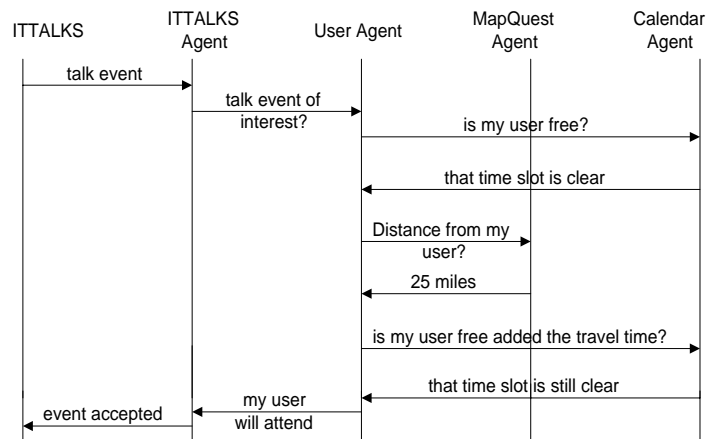 ITTALKS
ITTALKS
Agent
User Agent
MapQuest
Agent
Calendar
Agent
talk event
talk event of
interest?
is my user free?
that time slot is clear
Distance from my
user?
25 miles
is my user free added the travel time?
that time slot is still clear
my user
will attend
event accepted